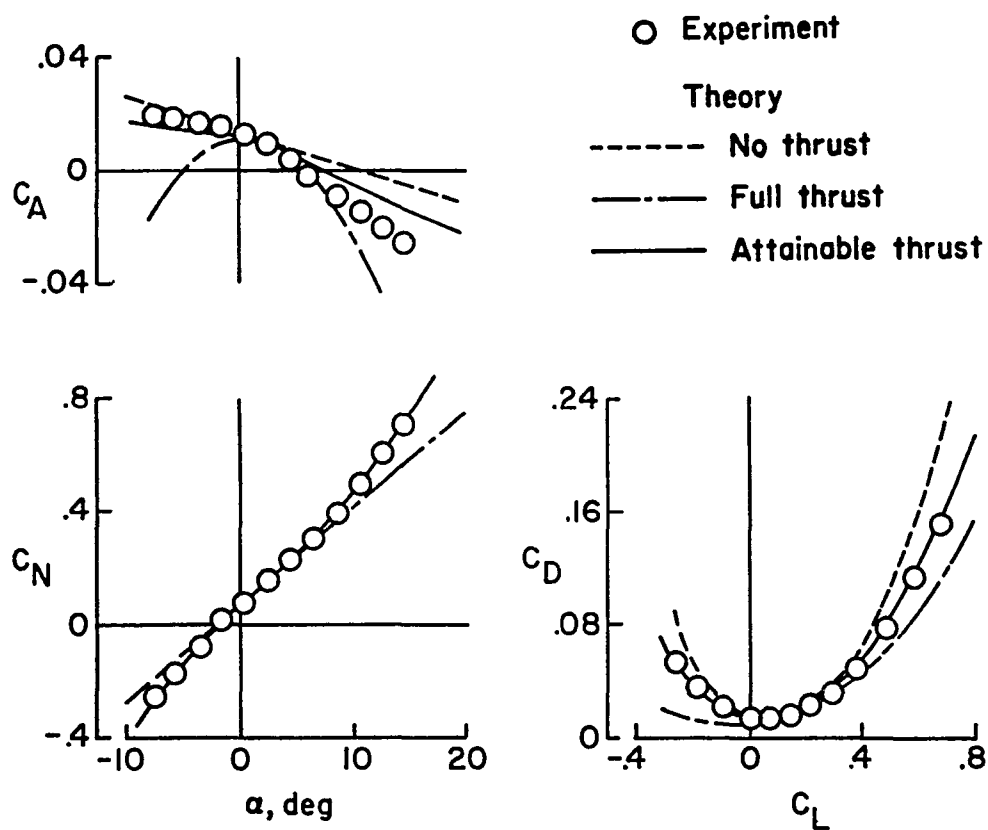 Experiment
Theory
No thrust
Full thrust
Attainable thrust
.04
0
C_A
-.04
.8
.4
C_N
0
-.4
-10 0 10 20
α, deg
.24
.16
C_D
.08
0
-.4 0 .4 .8
C_L